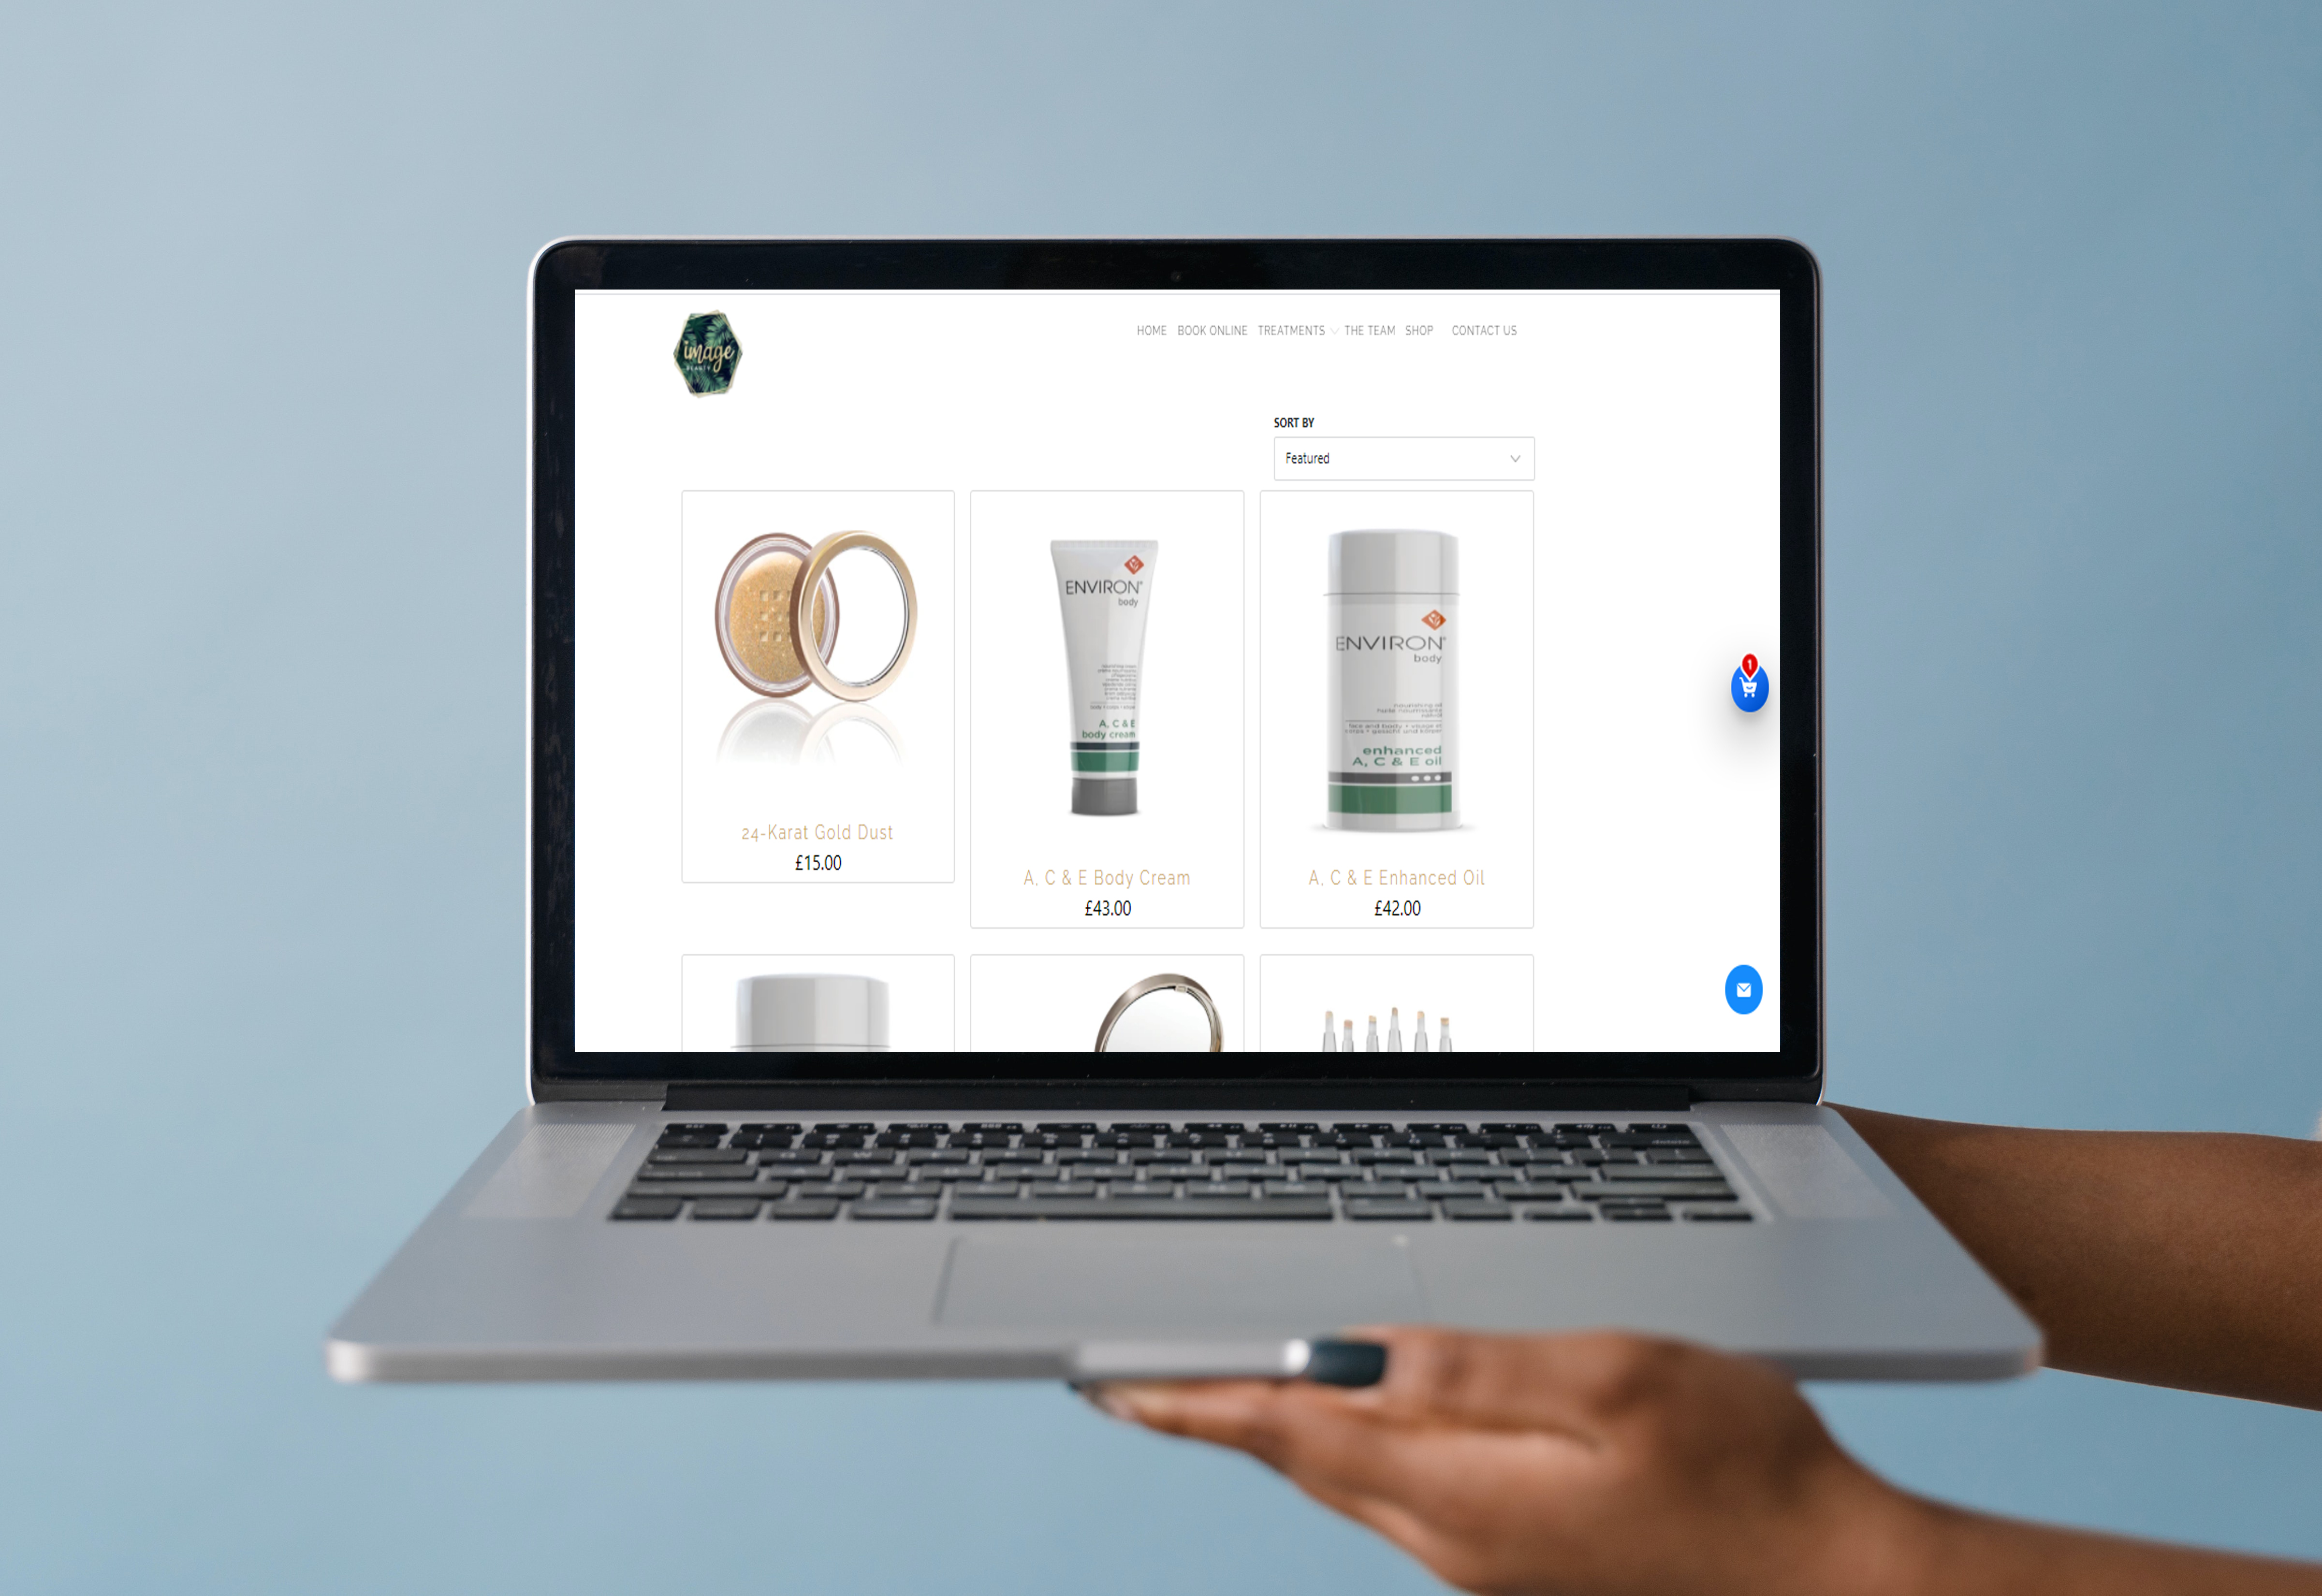 image
BEAUTY
HOME BOOK ONLINE TREATMENTS THE TEAM SHOP CONTACT US
SORT BY
Featured
ENVIRON
body
A, C & E
body cream
ENVIRON
body
enhanced
A, C & E oil
24-Karat Gold Dust
£15.00
A, C & E Body Cream
£43.00
A, C & E Enhanced Oil
£42.00
1